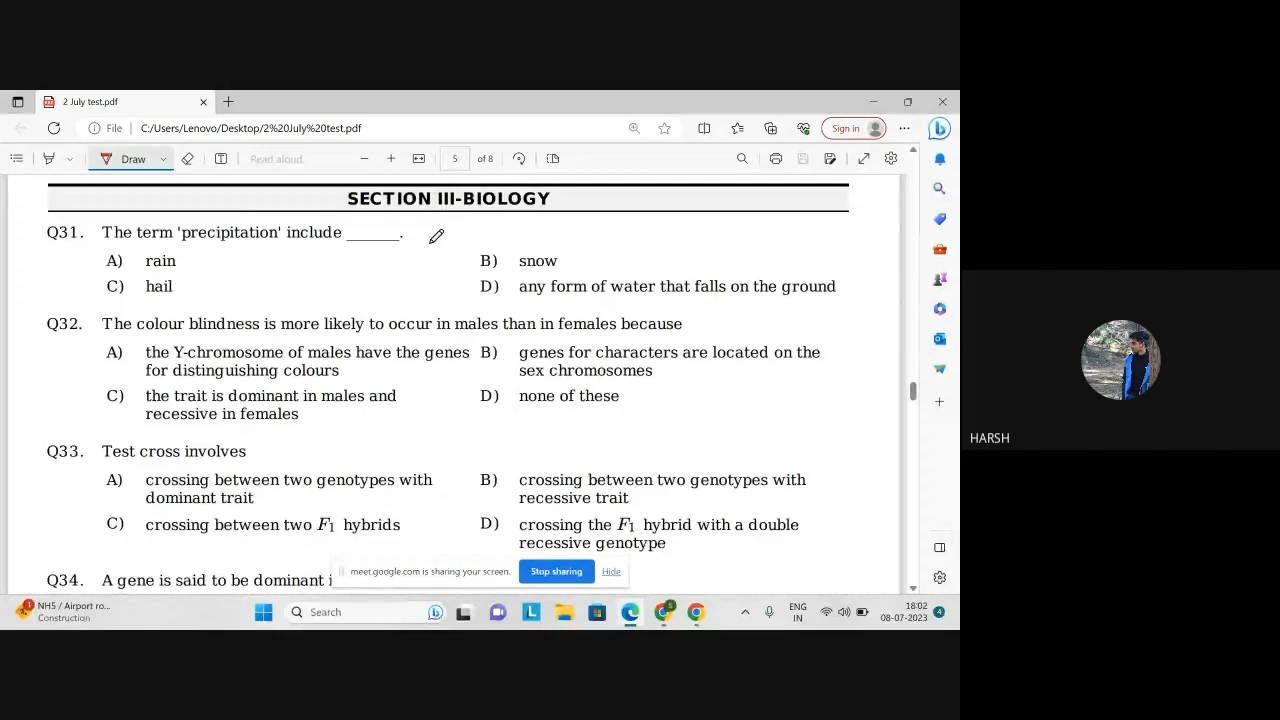 2 July test.pdf
File
C:/Users/Lenovo/Desktop/2%20July%20test.pdf
Sign in
Draw
Read aloud
5
of 8
SECTION III-BIOLOGY
Q31. The term 'precipitation' include ______.
A) rain B) snow
C) hail D) any form of water that falls on the ground
Q32. The colour blindness is more likely to occur in males than in females because
A) the Y-chromosome of males have the genes B) genes for characters are located on the
for distinguishing colours sex chromosomes
C) the trait is dominant in males and D) none of these
recessive in females
Q33. Test cross involves
A) crossing between two genotypes with B) crossing between two genotypes with
dominant trait recessive trait
C) crossing between two F1 hybrids D) crossing the F1 hybrid with a double
recessive genotype
Q34. A gene is said to be dominant i
meet.google.com is sharing your screen. Stop sharing Hide
HARSH
NH5 / Airport ro...
Construction
Search
ENG
IN
18:02
08-07-2023
4